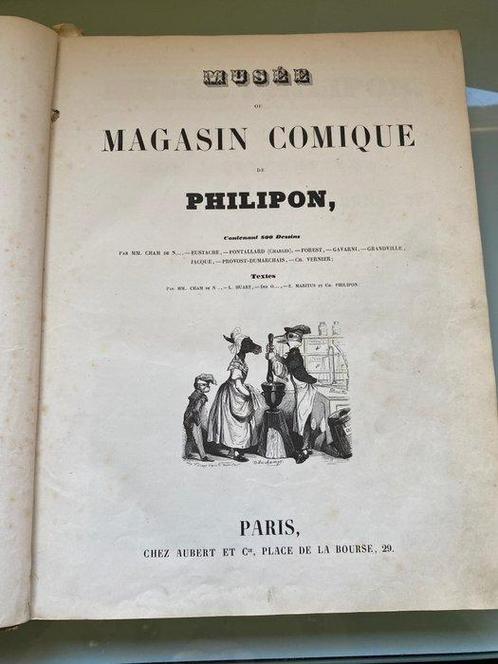 MUSÉE
OU
MAGASIN COMIQUE
DE
PHILIPON,
Contenant 800 Dessins
PAR MM. CHAM DE N..., — EUSTACHE, — FONTALLARD (CHARLES), — FOREST, — GAVARNI, — GRANDVILLE,
JACQUE, — PROVOST-DUMARCHAIS, — CH. VERNIER;
Textes
PAR MM. CHAM DE N..., — L. HUART, — O..., — E. MARITUS ET CH. PHILIPON.
PARIS,
CHEZ AUBERT ET Cie, PLACE DE LA BOURSE, 29.